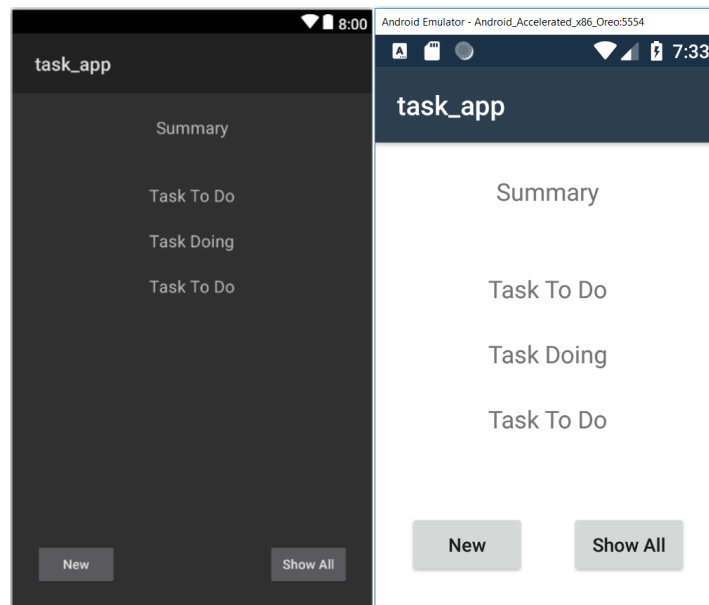 8:00
task_app
Summary
Task To Do
Task Doing
Task To Do
New Show All
Android Emulator - Android_Accelerated_x86_Oreo:5554
A 7:33
task_app
Summary
Task To Do
Task Doing
Task To Do
New Show All